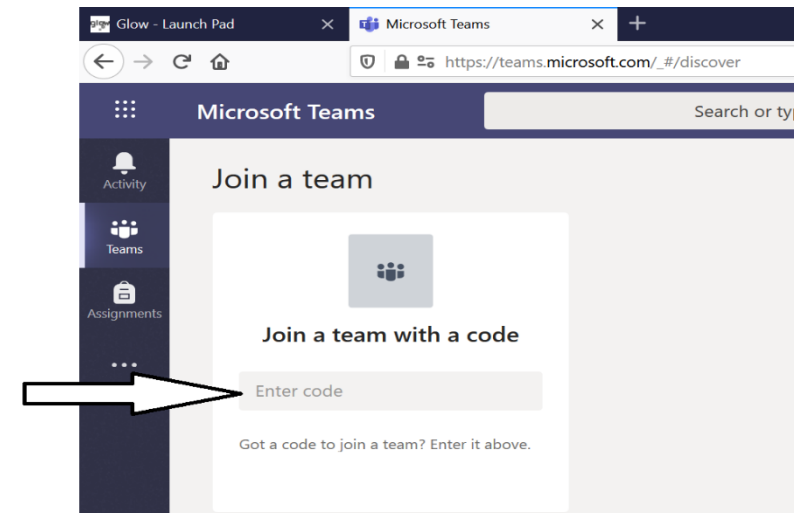 Glow - Launch Pad
Microsoft Teams
https://teams.microsoft.com/_#/discover
Microsoft Teams
Search or ty
Activity
Join a team
Teams
Assignments
Join a team with a code
Enter code
Got a code to join a team? Enter it above.